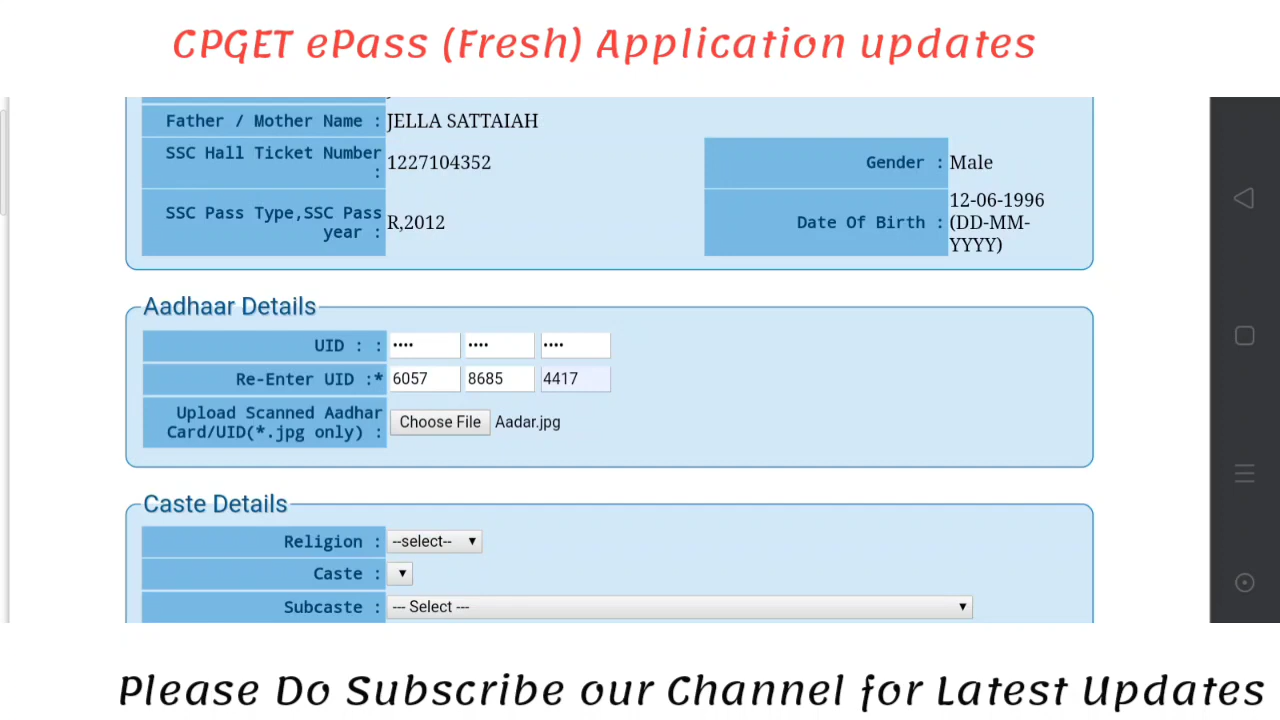 CPGET ePass (Fresh) Application updates
Father / Mother Name : JELLA SATTAIAH
SSC Hall Ticket Number : 1227104352
Gender : Male
SSC Pass Type,SSC Pass year : R,2012
Date Of Birth : 12-06-1996 (DD-MM-YYYY)
Aadhaar Details
UID : : •••• •••• ••••
Re-Enter UID :* 6057 8685 4417
Upload Scanned Aadhar Card/UID(*.jpg only) : Choose File Aadar.jpg
Caste Details
Religion : --select--
Caste :
Subcaste : --- Select ---
Please Do Subscribe our Channel for Latest Updates